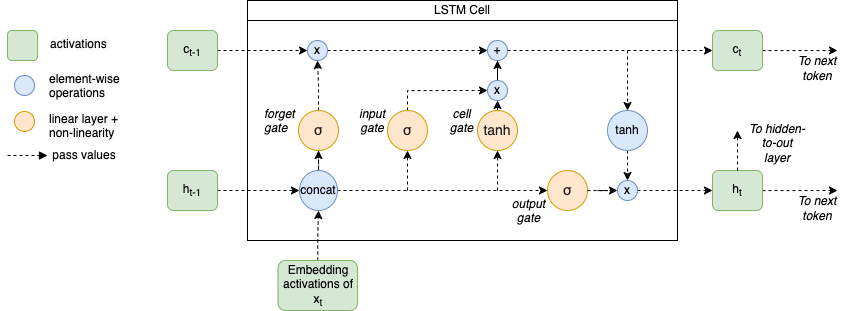 LSTM Cell
activations
element-wise
operations
linear layer +
non-linearity
pass values
c_t-1
x
+
c_t
To next
token
x
forget
gate
σ
input
gate
σ
cell
gate
tanh
tanh
To hidden-
to-out
layer
h_t-1
concat
σ
output
gate
x
h_t
To next
token
Embedding
activations of
x_t